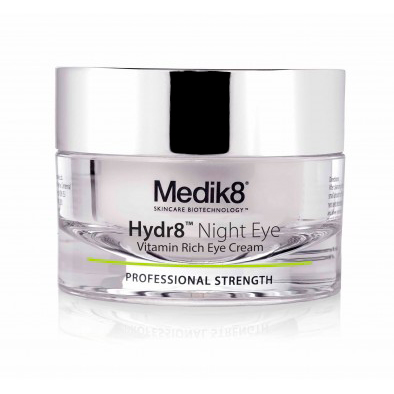 Medik8®
SKINCARE BIOTECHNOLOGY™
Hydr8™ Night Eye
Vitamin Rich Eye Cream
PROFESSIONAL STRENGTH